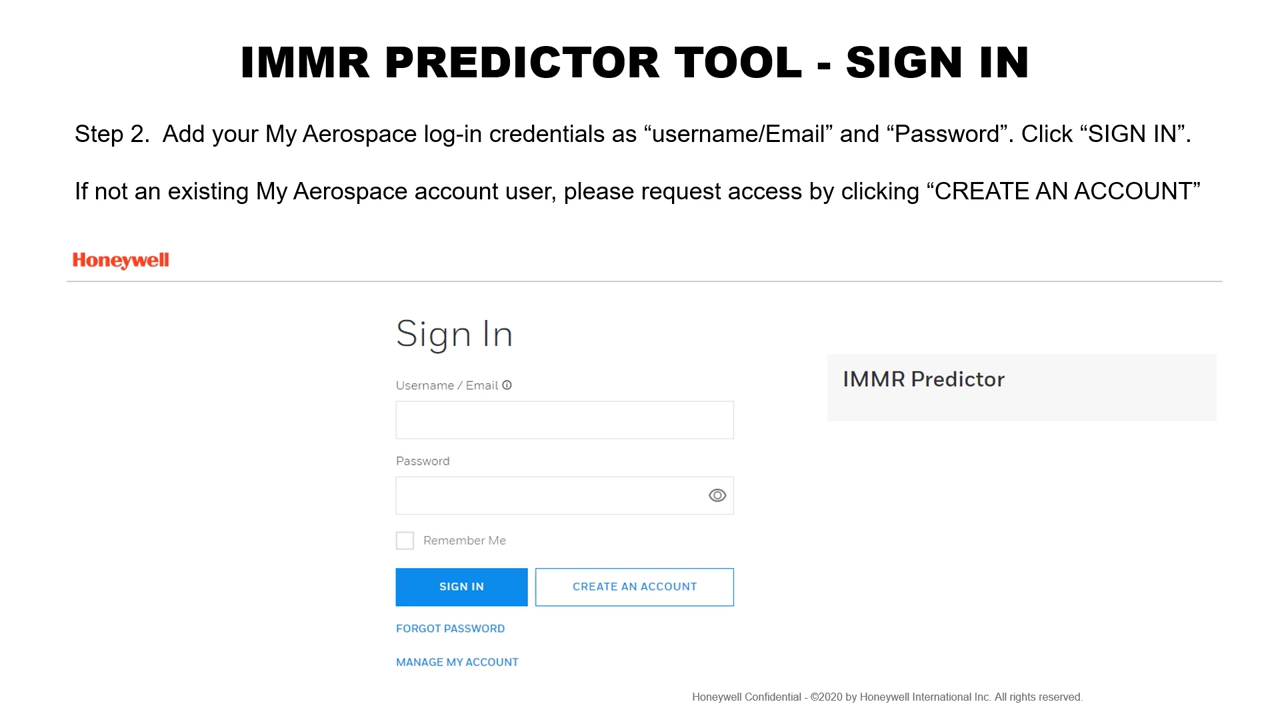 IMMR PREDICTOR TOOL - SIGN IN
Step 2.  Add your My Aerospace log-in credentials as “username/Email” and “Password”. Click “SIGN IN”.
If not an existing My Aerospace account user, please request access by clicking “CREATE AN ACCOUNT”
Honeywell
Sign In
IMMR Predictor
Username / Email
Password
Remember Me
SIGN IN
CREATE AN ACCOUNT
FORGOT PASSWORD
MANAGE MY ACCOUNT
Honeywell Confidential - ©2020 by Honeywell International Inc. All rights reserved.